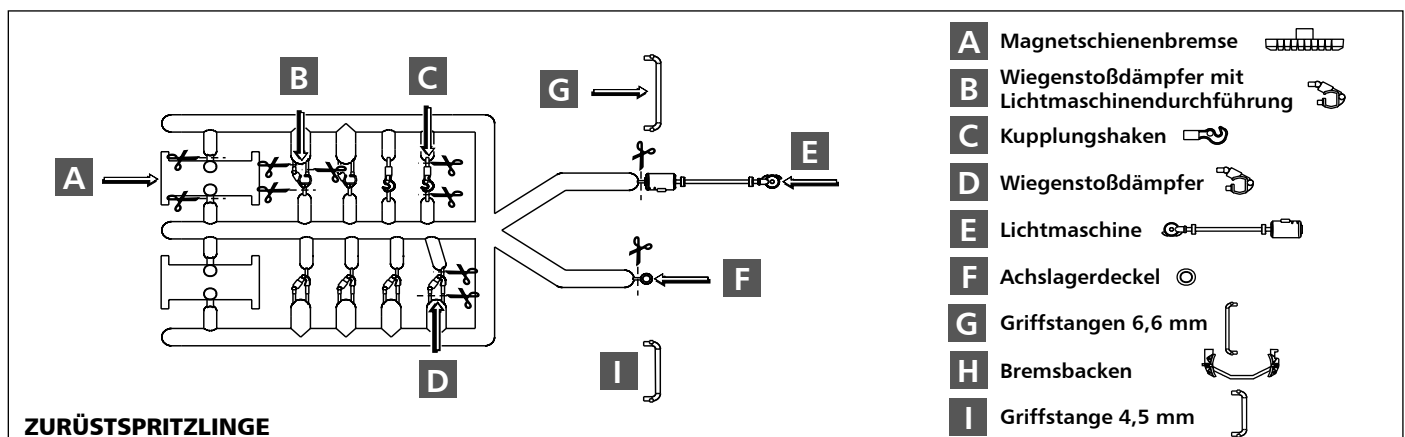 A
B
C
G
E
F
D
I
ZURÜSTSPRITZLINGE
A Magnetschienenbremse
B Wiegenstoßdämpfer mit
Lichtmaschinendurchführung
C Kupplungshaken
D Wiegenstoßdämpfer
E Lichtmaschine
F Achslagerdeckel
G Griffstangen 6,6 mm
H Bremsbacken
I Griffstange 4,5 mm